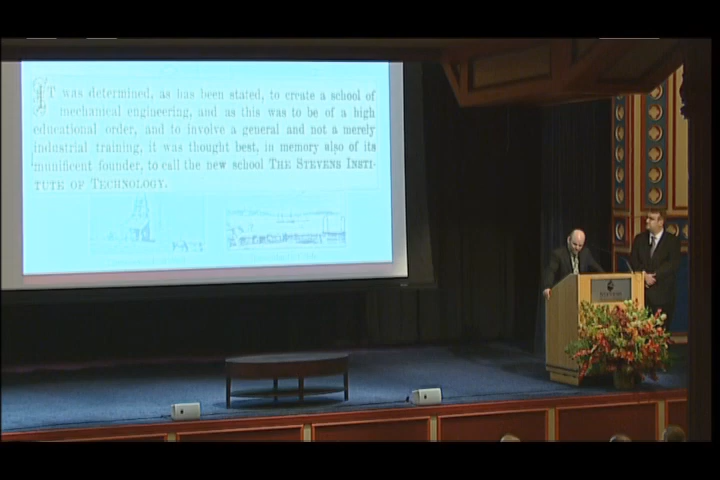 IT was determined, as has been stated, to create a school of
mechanical engineering, and as this was to be of a high
educational order, and to involve a general and not a merely
industrial training, it was thought best, in memory also of its
munificent founder, to call the new school THE STEVENS INSTI-
TUTE OF TECHNOLOGY.
STEVENS